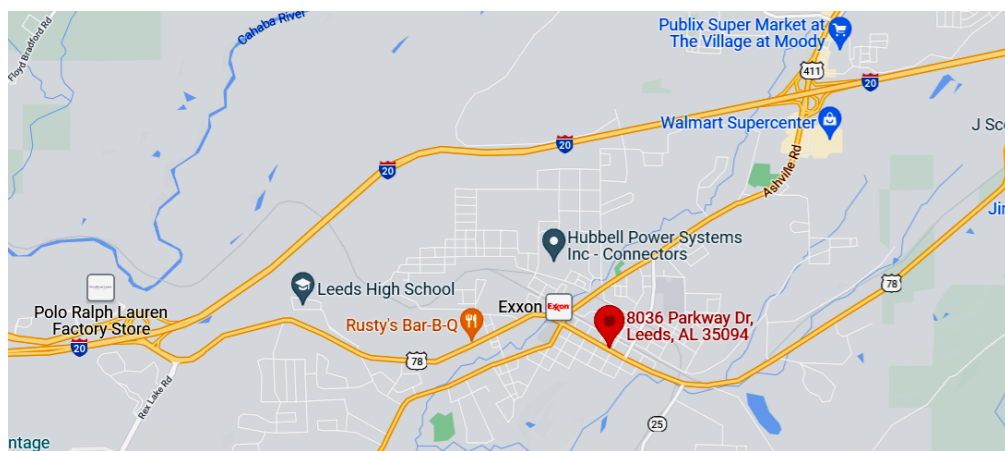 Floyd Bradford Rd
Cahaba River
Publix Super Market at
The Village at Moody
411
20
Walmart Supercenter
J Sco
20
20
Ashville Rd
Jin
Hubbell Power Systems
Inc - Connectors
78
Leeds High School
Polo Ralph Lauren
Factory Store
Exxon
Exxon
8036 Parkway Dr,
Leeds, AL 35094
Rusty's Bar-B-Q
20
78
Rex Lake Rd
25
ntage